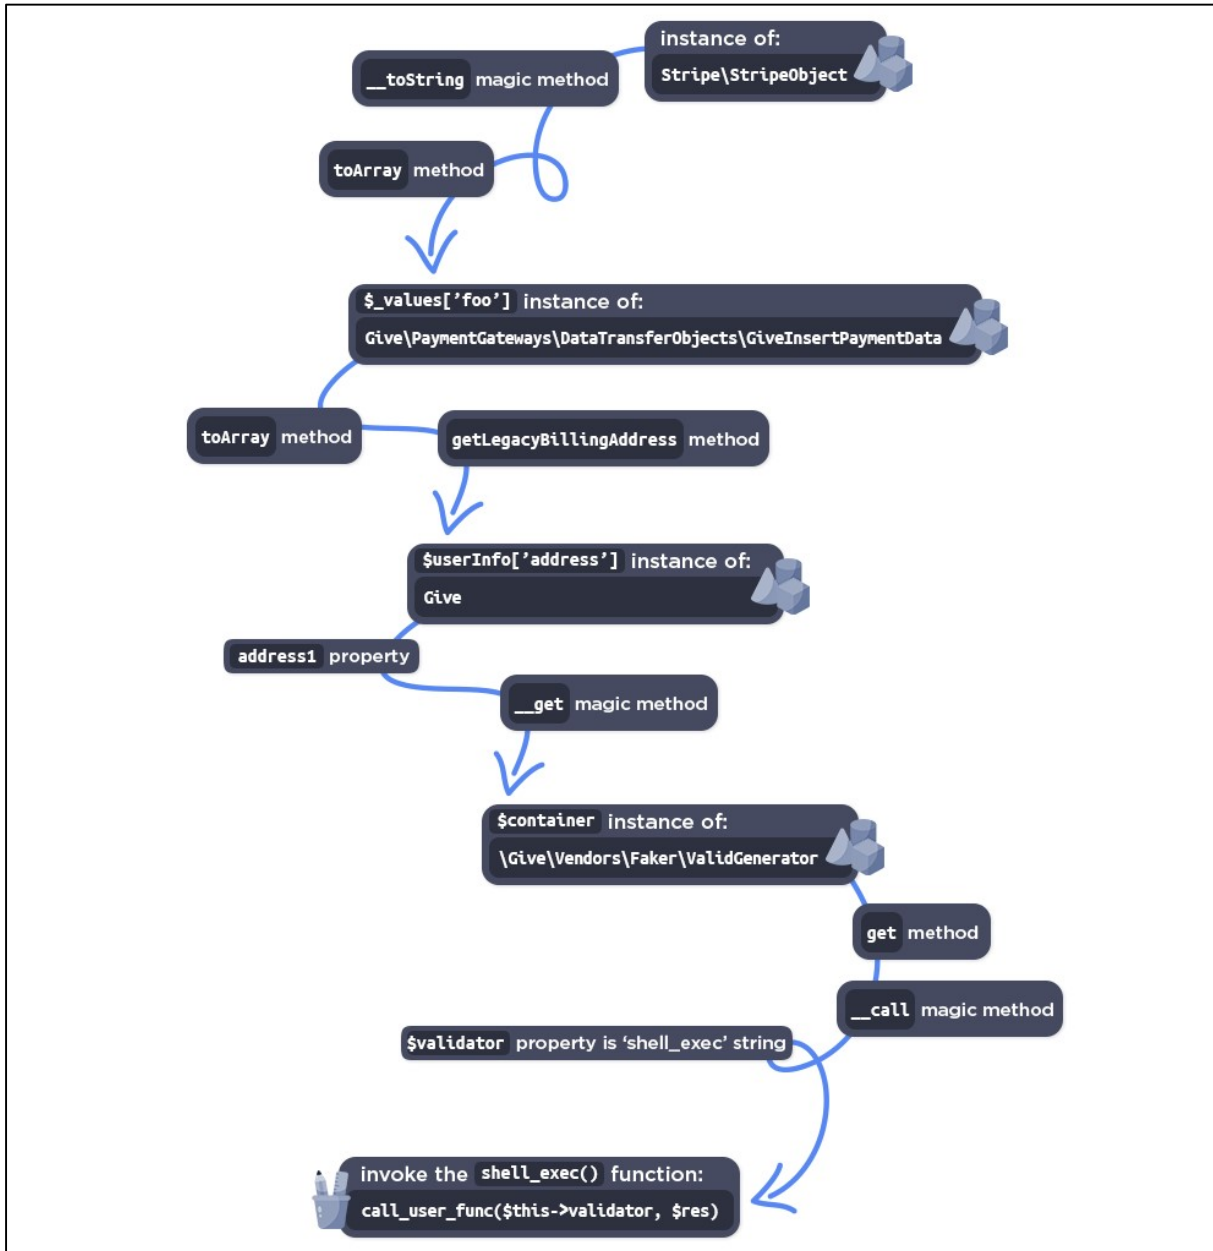 instance of:
Stripe\StripeObject
__toString magic method
toArray method
$_values[’foo’] instance of:
Give\PaymentGateways\DataTransferObjects\GiveInsertPaymentData
toArray method
getLegacyBillingAddress method
$userInfo[’address’] instance of:
Give
address1 property
__get magic method
$container instance of:
\Give\Vendors\Faker\ValidGenerator
get method
__call magic method
$validator property is ‘shell_exec’ string
invoke the shell_exec() function:
call_user_func($this->validator, $res)